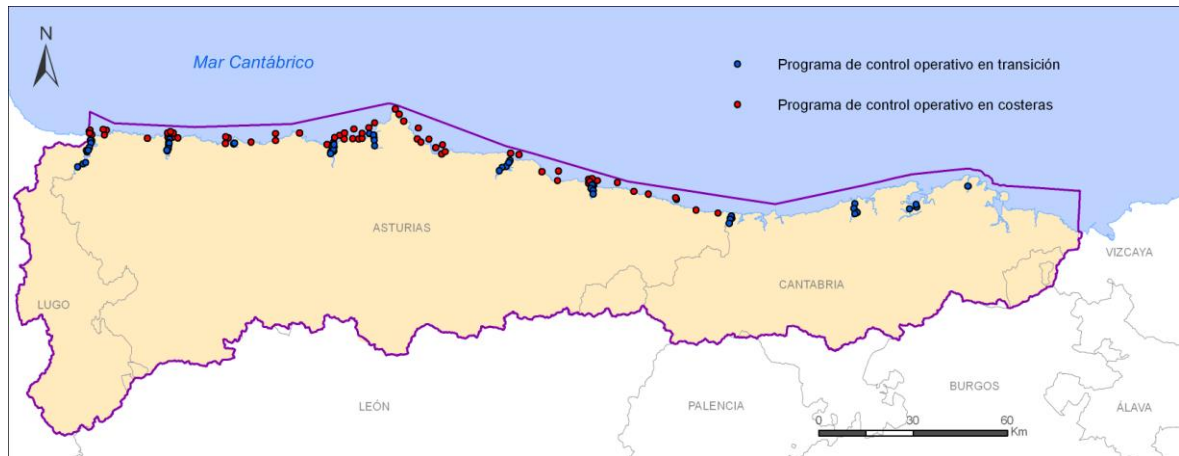 N
Mar Cantábrico
Programa de control operativo en transición
Programa de control operativo en costeras
ASTURIAS
VIZCAYA
CANTABRIA
LUGO
BURGOS
LEÓN
PALENCIA
ÁLAVA
0 30 60
Km